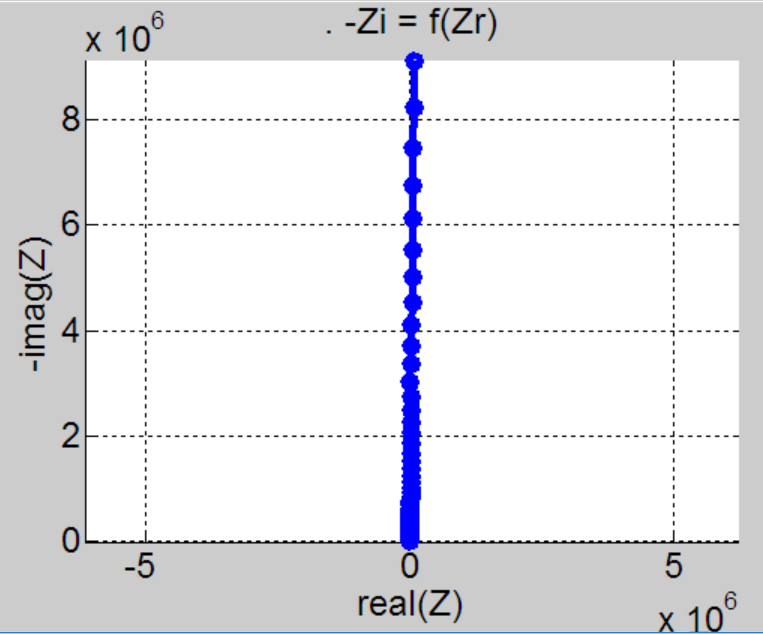 . -Zi = f(Zr)
x 10^6
8
6
4
2
0
-imag(Z)
-5 0 5
real(Z)
x 10^6